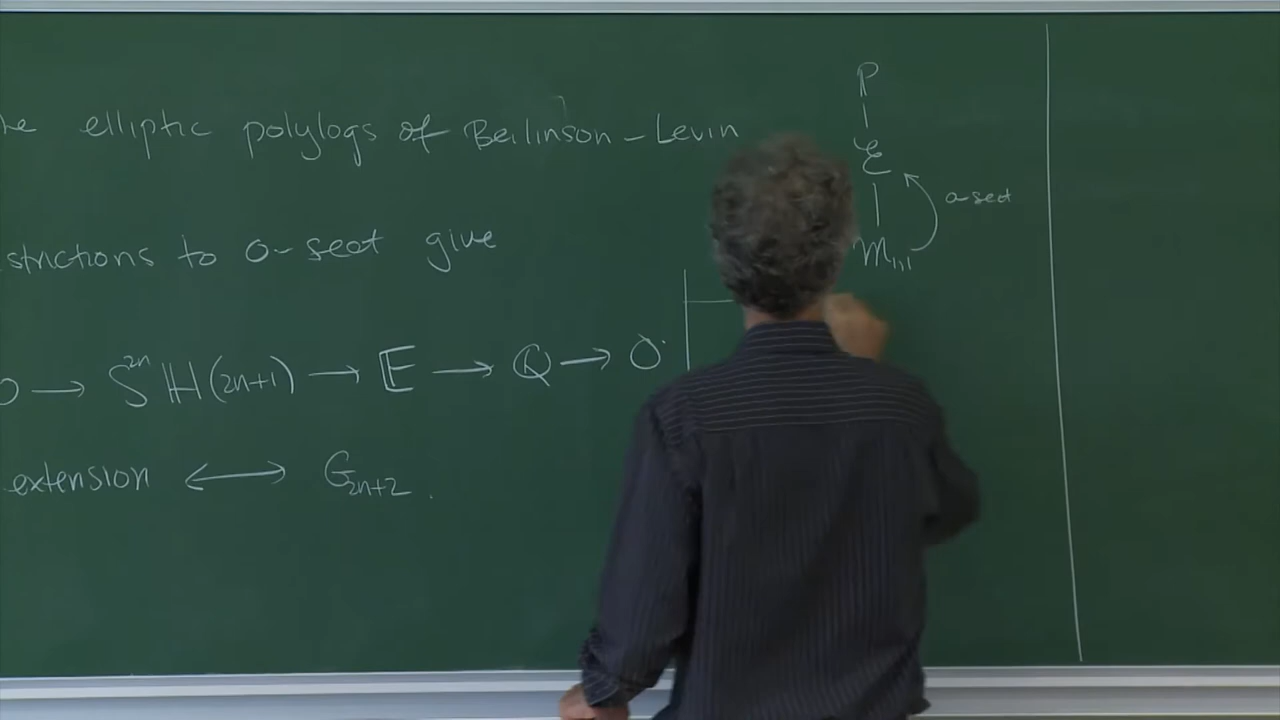 he elliptic polylogs of Beilinson-Levin
strictions to 0-sect give
0 → S²ⁿ ℍ(2n+1) → 𝔼 → ℚ → 0
extension ↔ G₂ₙ₊₂.
P
ℰ
M₁,₁
0-sect